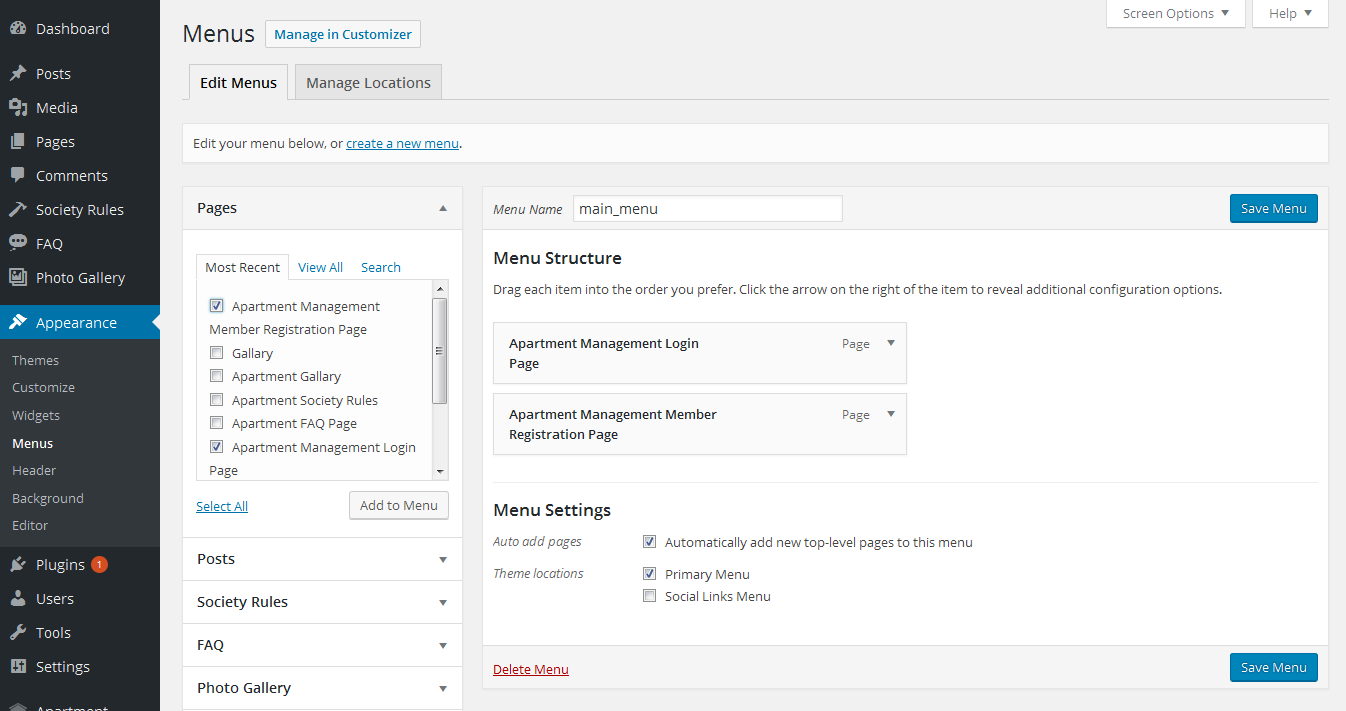 Dashboard
Posts
Media
Pages
Comments
Society Rules
FAQ
Photo Gallery
Appearance
Themes
Customize
Widgets
Menus
Header
Background
Editor
Plugins 1
Users
Tools
Settings
Apartment
Screen Options
Help
Menus
Manage in Customizer
Edit Menus
Manage Locations
Edit your menu below, or create a new menu.
Pages
Most Recent
View All
Search
Apartment Management
Member Registration Page
Gallary
Apartment Gallary
Apartment Society Rules
Apartment FAQ Page
Apartment Management Login
Page
Select All
Add to Menu
Posts
Society Rules
FAQ
Photo Gallery
Menu Name
main_menu
Save Menu
Menu Structure
Drag each item into the order you prefer. Click the arrow on the right of the item to reveal additional configuration options.
Apartment Management Login
Page
Page
Apartment Management Member
Registration Page
Page
Menu Settings
Auto add pages
Automatically add new top-level pages to this menu
Theme locations
Primary Menu
Social Links Menu
Delete Menu
Save Menu